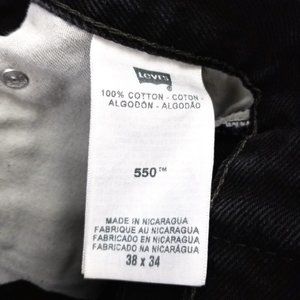 Levi's
100% COTTON - COTON -
ALGODÓN - ALGODÃO
550™
MADE IN NICARAGUA
FABRIQUE AU NICARAGUA
FABRICADO EN NICARAGUA
FABRICADO NA NICARÁGUA
38 x 34